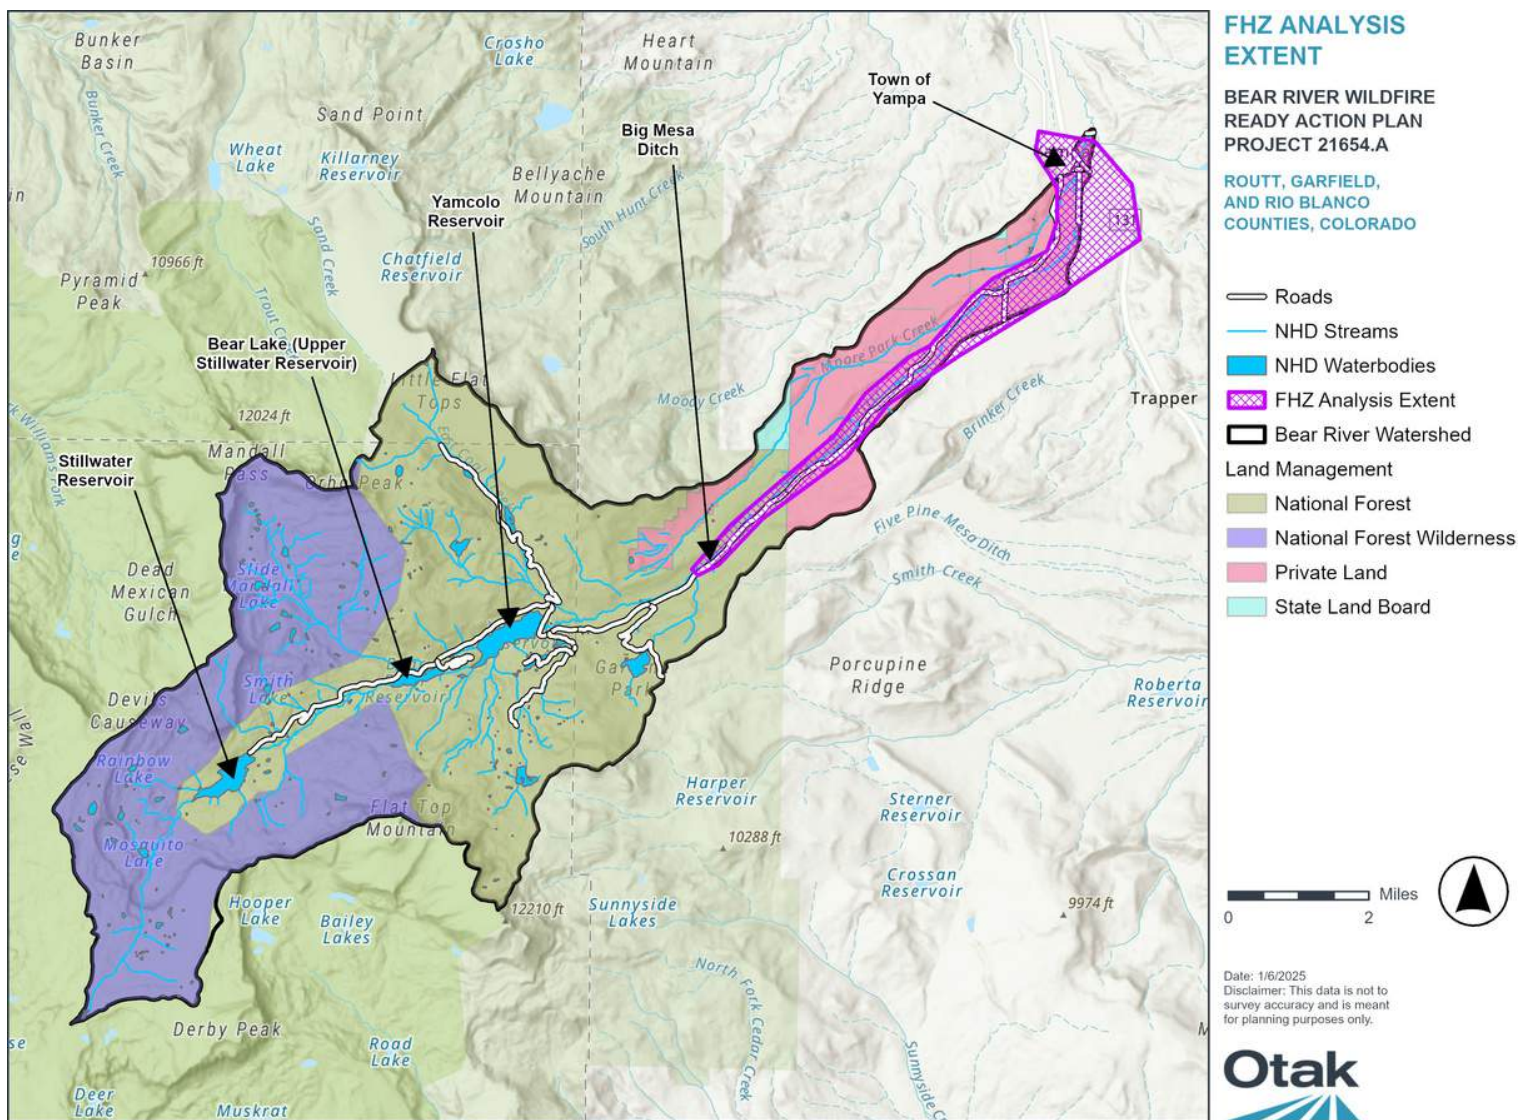 Bunker
Basin
Bunker Creek
Crosho
Lake
Heart
Mountain
Sand Point
Wheat
Lake
Killarney
Reservoir
Big Mesa
Ditch
Town of
Yampa
Bellyache
Mountain
South Hunt Creek
Yamcolo
Reservoir
Sand Creek
131
10966 ft
Pyramid
Peak
Chatfield
Reservoir
Trout
Bear Lake (Upper
Stillwater Reservoir)
Little Flat
Tops
Moore Park Creek
Moody Creek
Brinker Creek
Trapper
12024 ft
Williams Fork
Mandall
Pass
Orno Peak
Stillwater
Reservoir
Five Pine Mesa Ditch
Smith Creek
Dead
Mexican
Gulch
Slide
Mandall
Lake
Smith
Lake
Reservoir
Park
Porcupine
Ridge
Roberta
Reservoir
Devils
Causeway
Rainbow
Lake
Flat Top
Mountain
Harper
Reservoir
Sterner
Reservoir
10288 ft
Mosquito
Lake
Crossan
Reservoir
Hooper
Lake
Bailey
Lakes
12210 ft
Sunnyside
Lakes
9974 ft
North Fork Cedar Creek
Derby Peak
Road
Lake
Sunnyside
Deer
Lake
Muskrat
FHZ ANALYSIS
EXTENT
BEAR RIVER WILDFIRE
READY ACTION PLAN
PROJECT 21654.A
ROUTT, GARFIELD,
AND RIO BLANCO
COUNTIES, COLORADO
Roads
NHD Streams
NHD Waterbodies
FHZ Analysis Extent
Bear River Watershed
Land Management
National Forest
National Forest Wilderness
Private Land
State Land Board
Miles
0 2
Date: 1/6/2025
Disclaimer: This data is not to
survey accuracy and is meant
for planning purposes only.
Otak